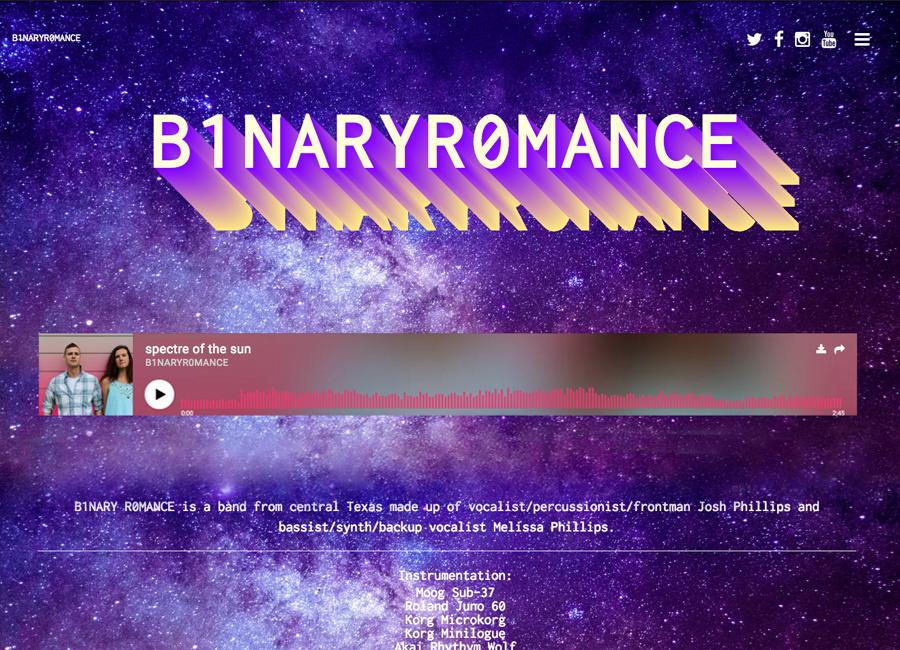 B1NARYR0MANCE
You
Tube
B1NARYR0MANCE
spectre of the sun
B1NARYR0MANCE
0:00
2:45
B1NARY R0MANCE is a band from central Texas made up of vocalist/percussionist/frontman Josh Phillips and
bassist/synth/backup vocalist Melissa Phillips.
Instrumentation:
Moog Sub-37
Roland Juno 60
Korg Microkorg
Korg Minilogue
Akai Rhythm Wolf